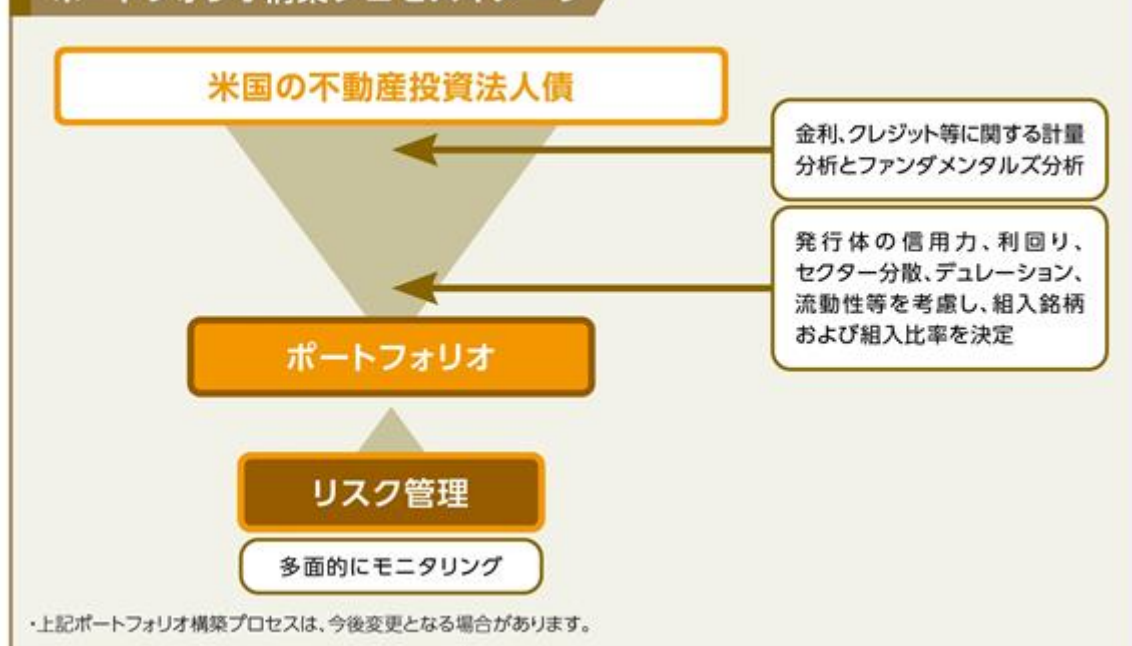 米国の不動産投資法人債
金利、クレジット等に関する計量
分析とファンダメンタルズ分析
発行体の信用力、利回り、
セクター分散、デュレーション、
流動性等を考慮し、組入銘柄
および組入比率を決定
ポートフォリオ
リスク管理
多面的にモニタリング
・上記ポートフォリオ構築プロセスは、今後変更となる場合があります。